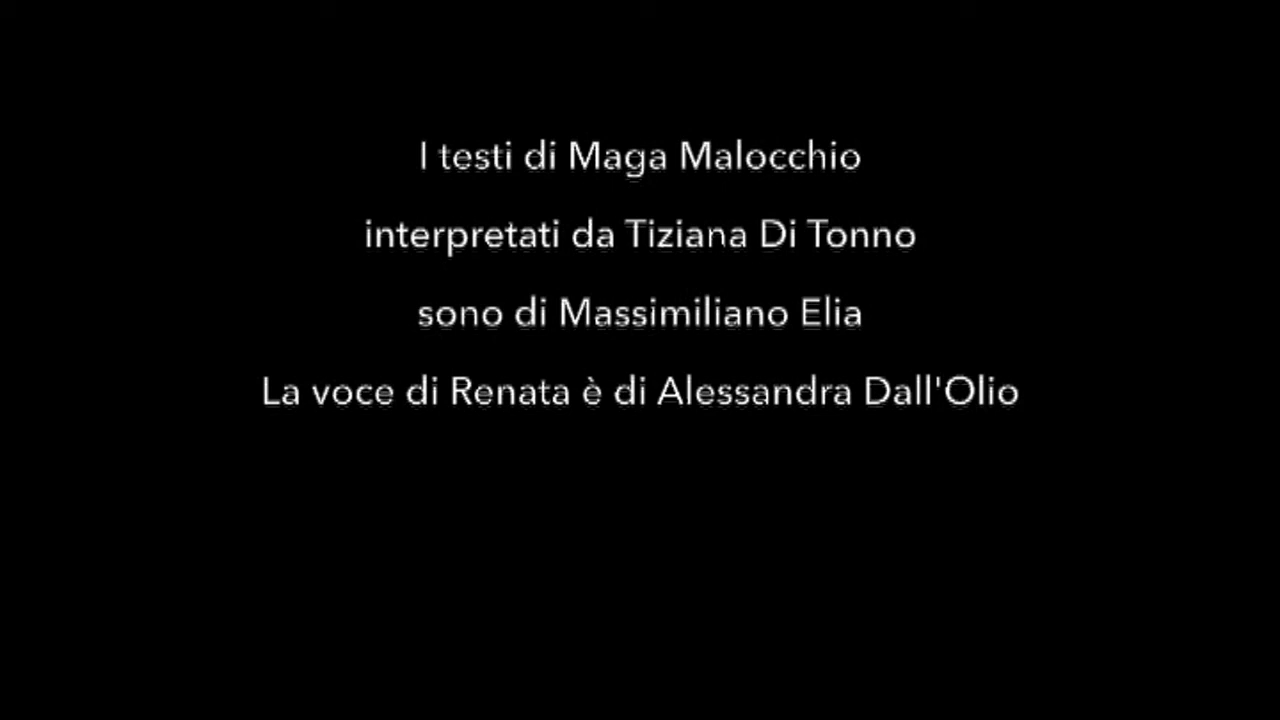 I testi di Maga Malocchio
interpretati da Tiziana Di Tonno
sono di Massimiliano Elia
La voce di Renata è di Alessandra Dall'Olio